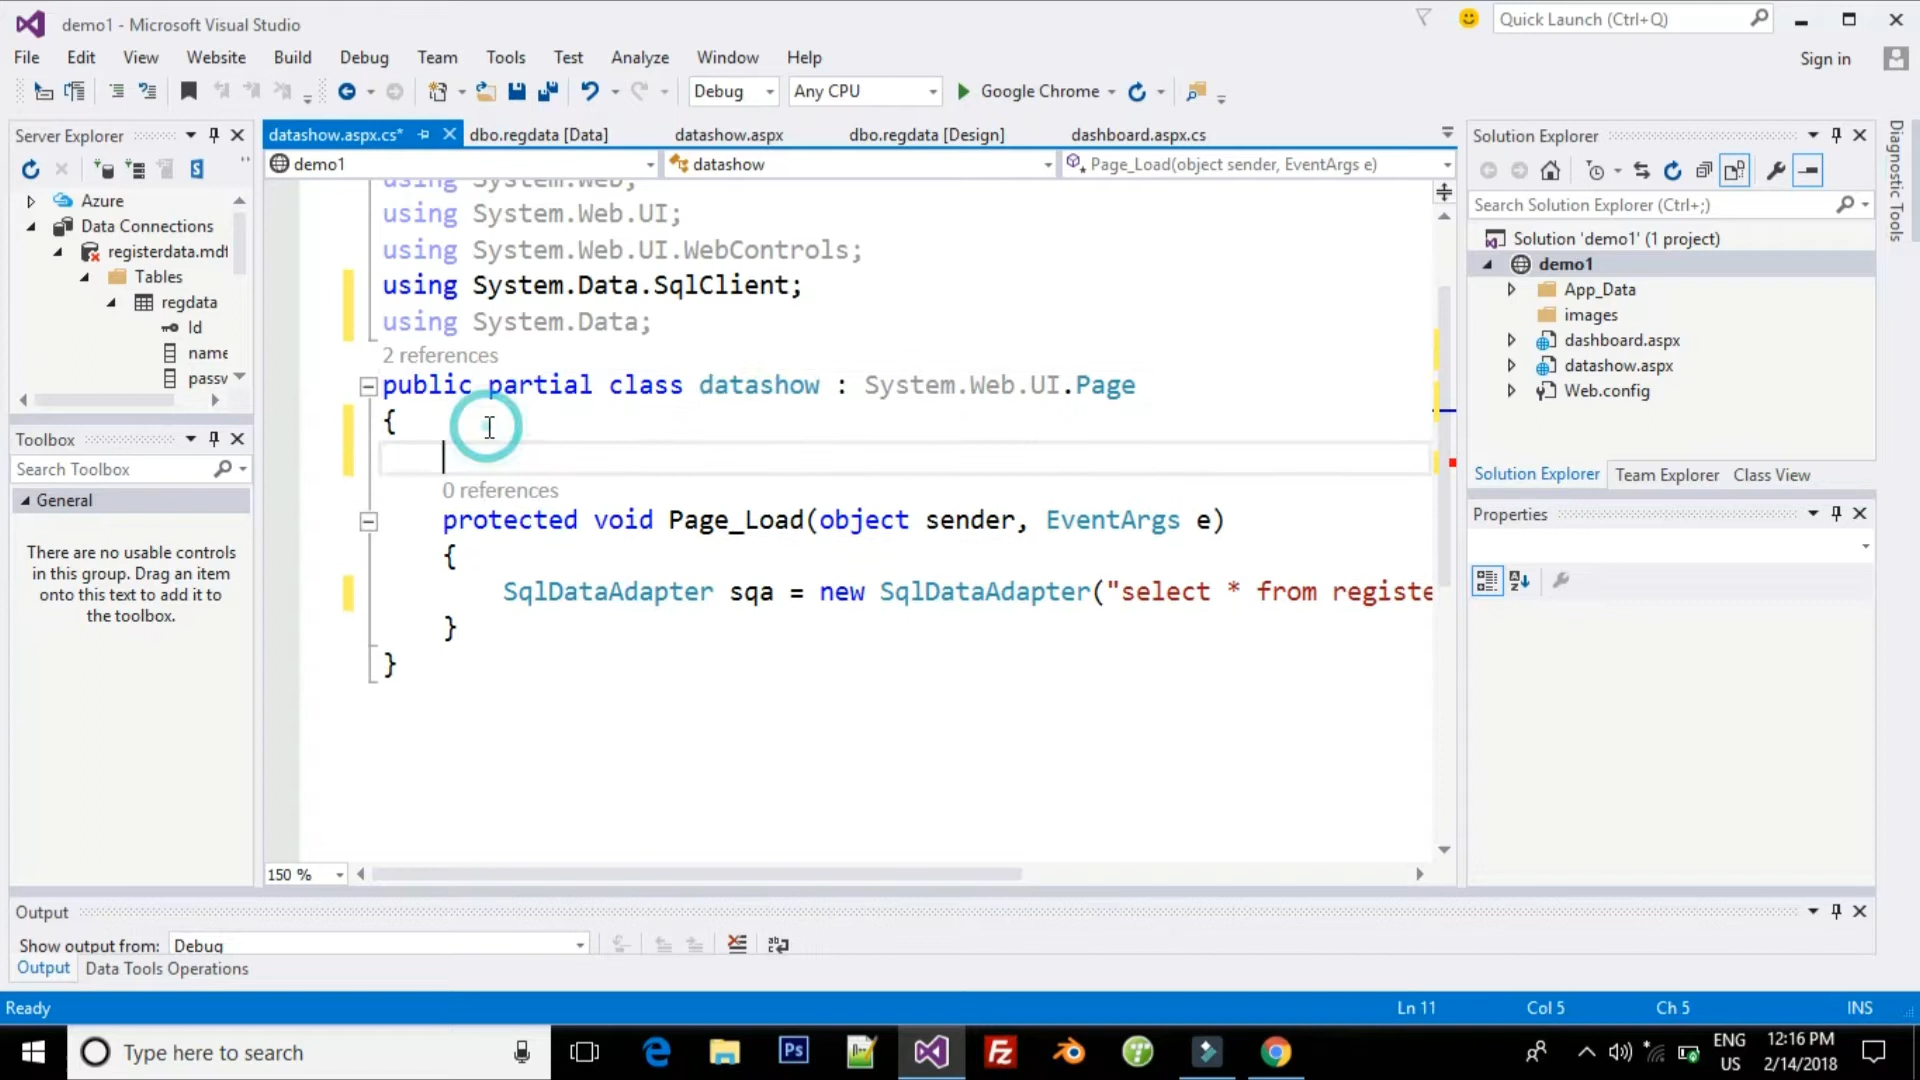 demo1 - Microsoft Visual Studio
Quick Launch (Ctrl+Q)
File Edit View Website Build Debug Team Tools Test Analyze Window Help
Sign in
Debug
Any CPU
Google Chrome
Server Explorer
datashow.aspx.cs*
dbo.regdata [Data]
datashow.aspx
dbo.regdata [Design]
dashboard.aspx.cs
Solution Explorer
Diagnostic Tools
demo1
datashow
Page_Load(object sender, EventArgs e)
Azure
Data Connections
registerdata.mdf
Tables
regdata
Id
name
passv
using System.Web;
using System.Web.UI;
using System.Web.UI.WebControls;
using System.Data.SqlClient;
using System.Data;
2 references
public partial class datashow : System.Web.UI.Page
{
0 references
protected void Page_Load(object sender, EventArgs e)
{
SqlDataAdapter sqa = new SqlDataAdapter("select * from registe
}
}
Search Solution Explorer (Ctrl+;)
Solution 'demo1' (1 project)
demo1
App_Data
images
dashboard.aspx
datashow.aspx
Web.config
Solution Explorer Team Explorer Class View
Properties
Toolbox
Search Toolbox
General
There are no usable controls
in this group. Drag an item
onto this text to add it to
the toolbox.
150 %
Output
Show output from: Debug
Output Data Tools Operations
Ready
Ln 11
Col 5
Ch 5
INS
Type here to search
Ps
ENG
US
12:16 PM
2/14/2018